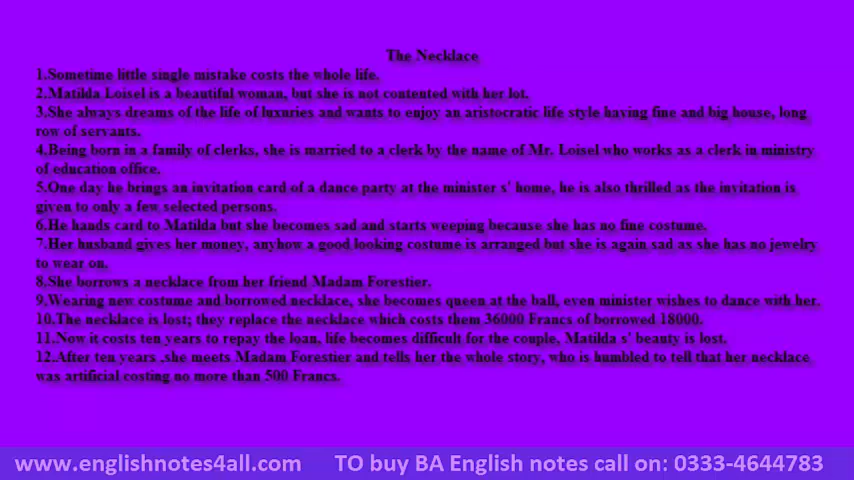 The Necklace
1.Sometime little single mistake costs the whole life.
2.Matilda Loisel is a beautiful woman, but she is not contented with her lot.
3.She always dreams of the life of luxuries and wants to enjoy an aristocratic life style having fine and big house, long
row of servants.
4.Being born in a family of clerks, she is married to a clerk by the name of Mr. Loisel who works as a clerk in ministry
of education office.
5.One day he brings an invitation card of a dance party at the minister s' home, he is also thrilled as the invitation is
given to only a few selected persons.
6.He hands card to Matilda but she becomes sad and starts weeping because she has no fine costume.
7.Her husband gives her money, anyhow a good looking costume is arranged but she is again sad as she has no jewelry
to wear on.
8.She borrows a necklace from her friend Madam Forestier.
9.Wearing new costume and borrowed necklace, she becomes queen at the ball, even minister wishes to dance with her.
10.The necklace is lost; they replace the necklace which costs them 36000 Francs of borrowed 18000.
11.Now it costs ten years to repay the loan, life becomes difficult for the couple, Matilda s' beauty is lost.
12.After ten years ,she meets Madam Forestier and tells her the whole story, who is humbled to tell that her necklace
was artificial costing no more than 500 Francs.
www.englishnotes4all.com TO buy BA English notes call on: 0333-4644783